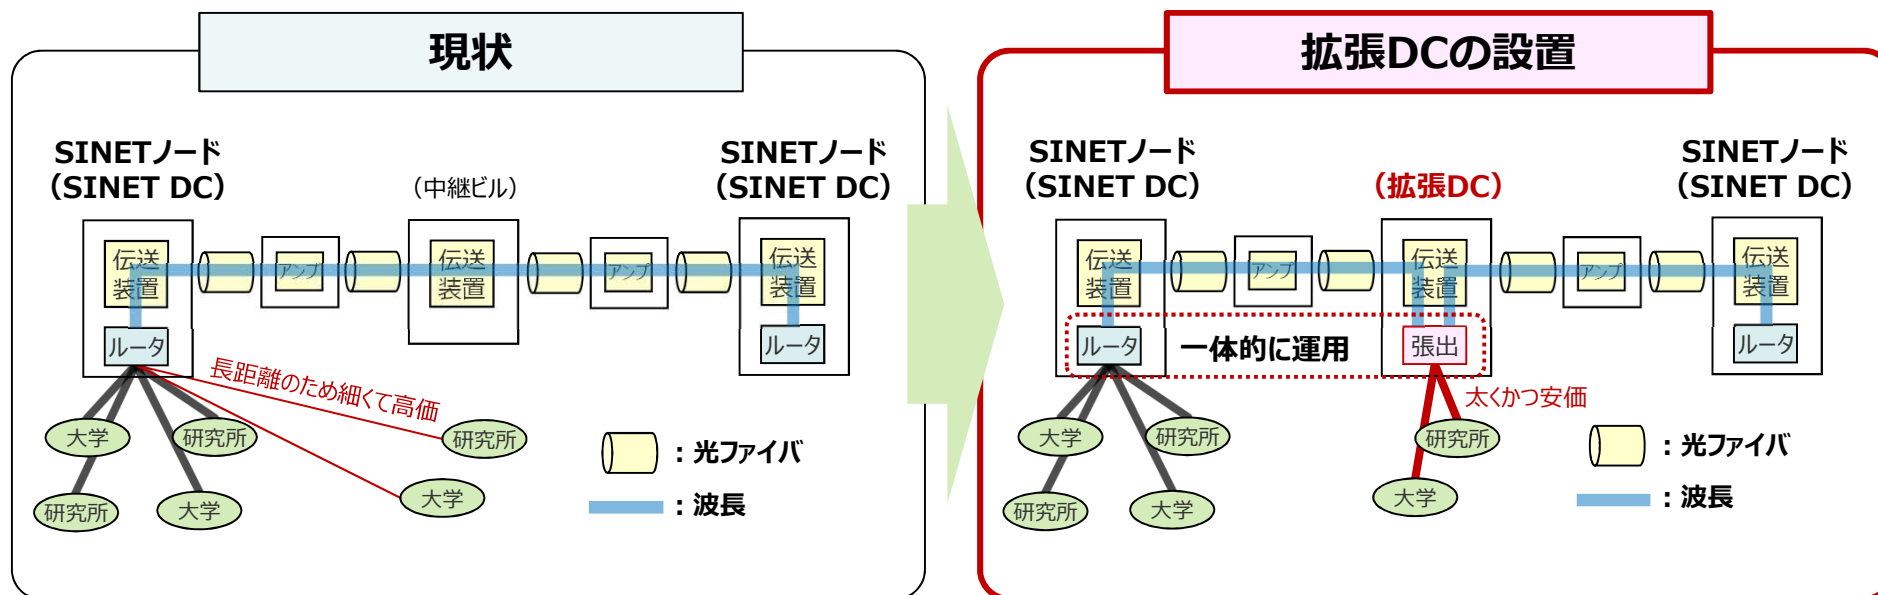 現状
SINETノード
（SINET DC）
（中継ビル）
SINETノード
（SINET DC）
伝送
装置
アンプ
伝送
装置
アンプ
伝送
装置
ルータ
ルータ
長距離のため細くて高価
大学
研究所
研究所
研究所
大学
大学
：光ファイバ
：波長
拡張DCの設置
SINETノード
（SINET DC）
（拡張DC）
SINETノード
（SINET DC）
伝送
装置
アンプ
伝送
装置
アンプ
伝送
装置
ルータ
一体的に運用
張出
ルータ
太くかつ安価
大学
研究所
研究所
研究所
大学
大学
：光ファイバ
：波長